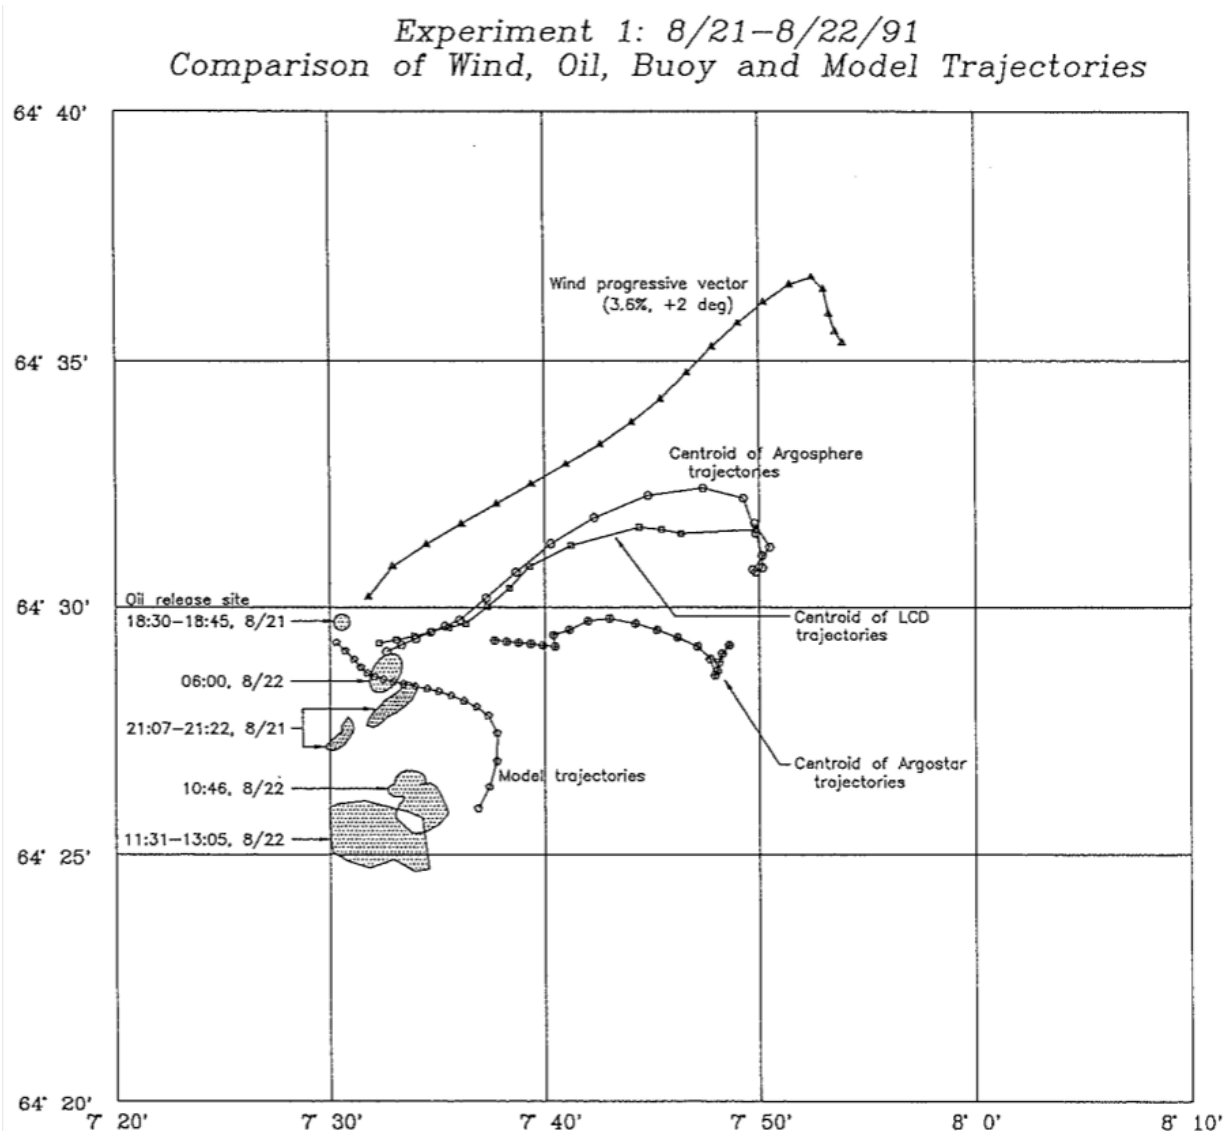 Experiment 1: 8/21-8/22/91
Comparison of Wind, Oil, Buoy and Model Trajectories
64° 40'
Wind progressive vector
(3.6%, +2 deg)
64° 35'
Centroid of Argosphere
trajectories
Oil release site
64° 30'
18:30-18:45, 8/21
Centroid of LCD
trajectories
06:00, 8/22
21:07-21:22, 8/21
Centroid of Argostar
trajectories
Model trajectories
10:46, 8/22
11:31-13:05, 8/22
64° 25'
64° 20'
7° 20'
7° 30'
7° 40'
7° 50'
8° 0'
8° 10'